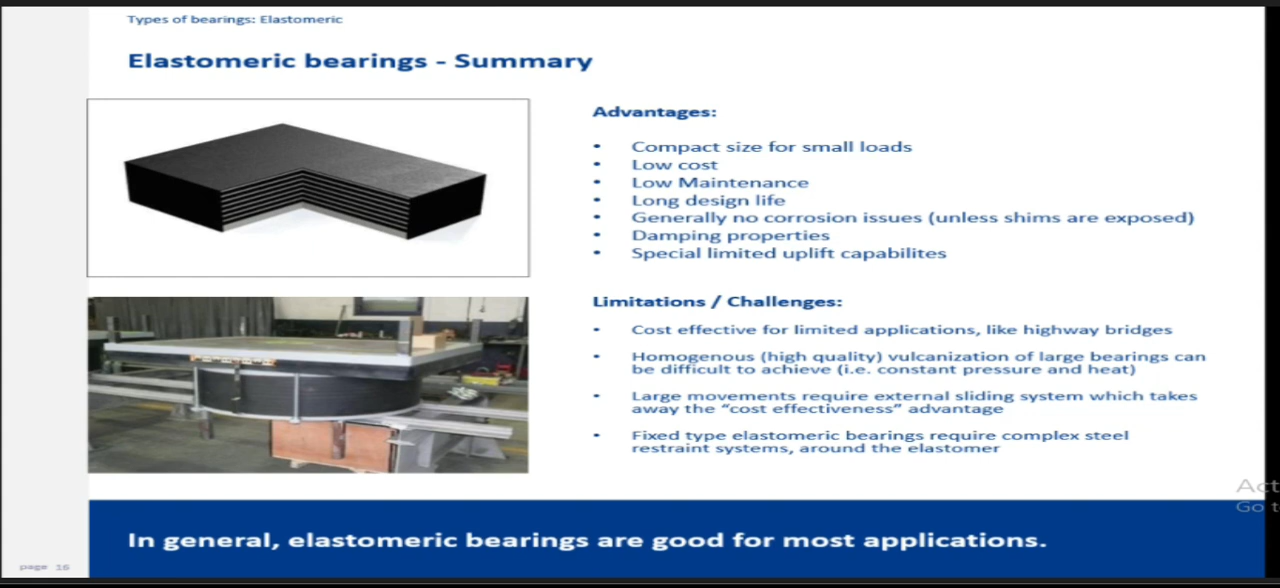 Types of bearings: Elastomeric
Elastomeric bearings - Summary
Advantages:
• Compact size for small loads
• Low cost
• Low Maintenance
• Long design life
• Generally no corrosion issues (unless shims are exposed)
• Damping properties
• Special limited uplift capabilites
Limitations / Challenges:
• Cost effective for limited applications, like highway bridges
• Homogenous (high quality) vulcanization of large bearings can
be difficult to achieve (i.e. constant pressure and heat)
• Large movements require external sliding system which takes
away the “cost effectiveness” advantage
• Fixed type elastomeric bearings require complex steel
restraint systems, around the elastomer
Act
Go t
In general, elastomeric bearings are good for most applications.
page 16